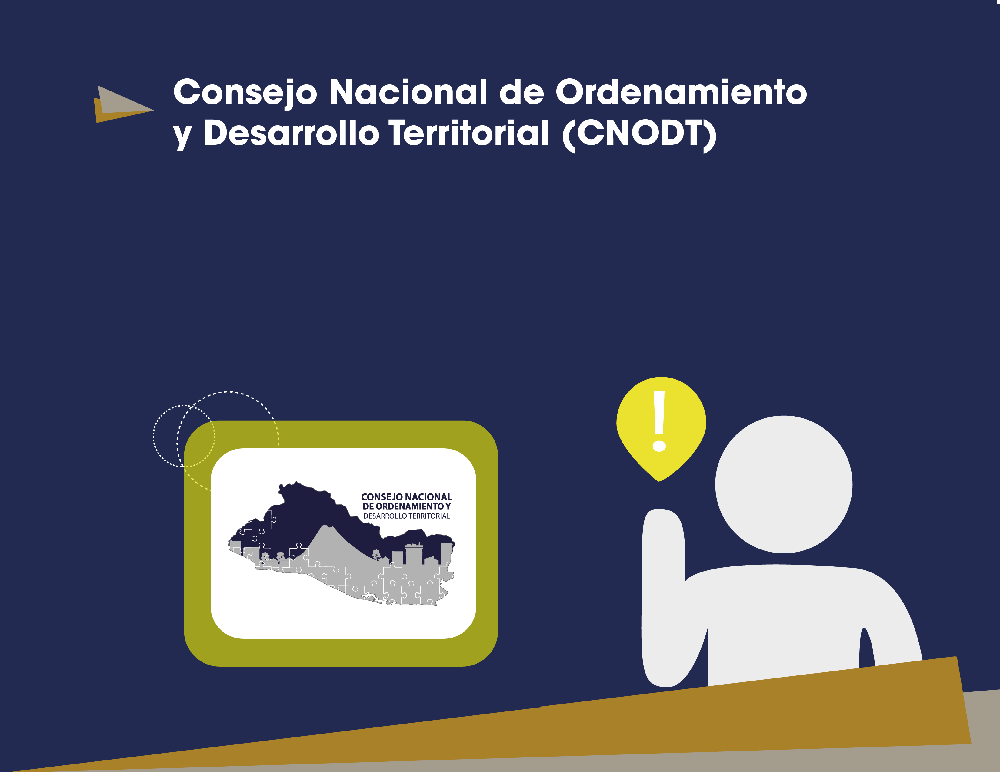 Consejo Nacional de Ordenamiento
y Desarrollo Territorial (CNODT)
!
CONSEJO NACIONAL
DE ORDENAMIENTO Y
DESARROLLO TERRITORIAL